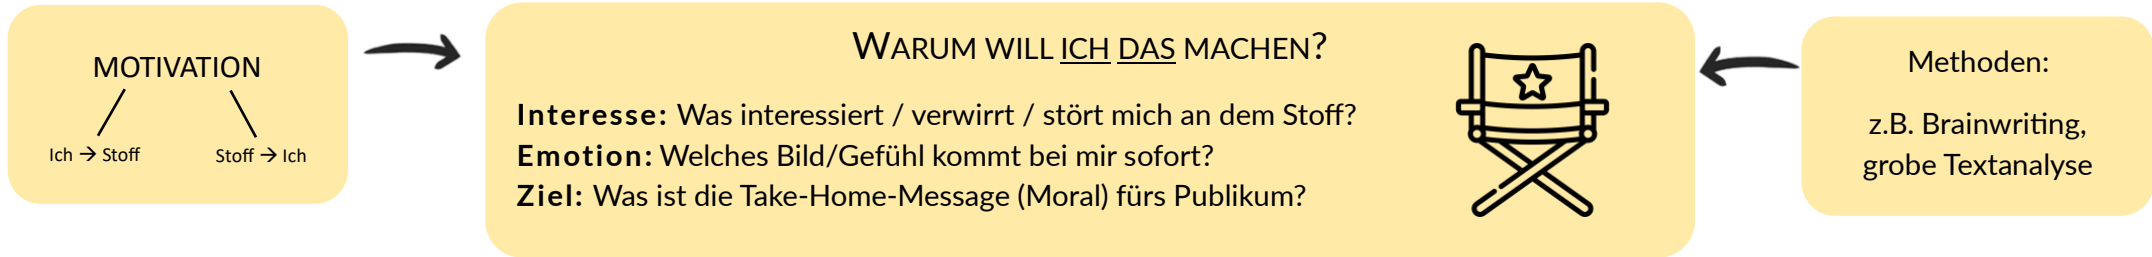 MOTIVATION
Ich → Stoff
Stoff → Ich
WARUM WILL ICH DAS MACHEN?
Interesse: Was interessiert / verwirrt / stört mich an dem Stoff?
Emotion: Welches Bild/Gefühl kommt bei mir sofort?
Ziel: Was ist die Take-Home-Message (Moral) fürs Publikum?
Methoden:
z.B. Brainwriting,
grobe Textanalyse